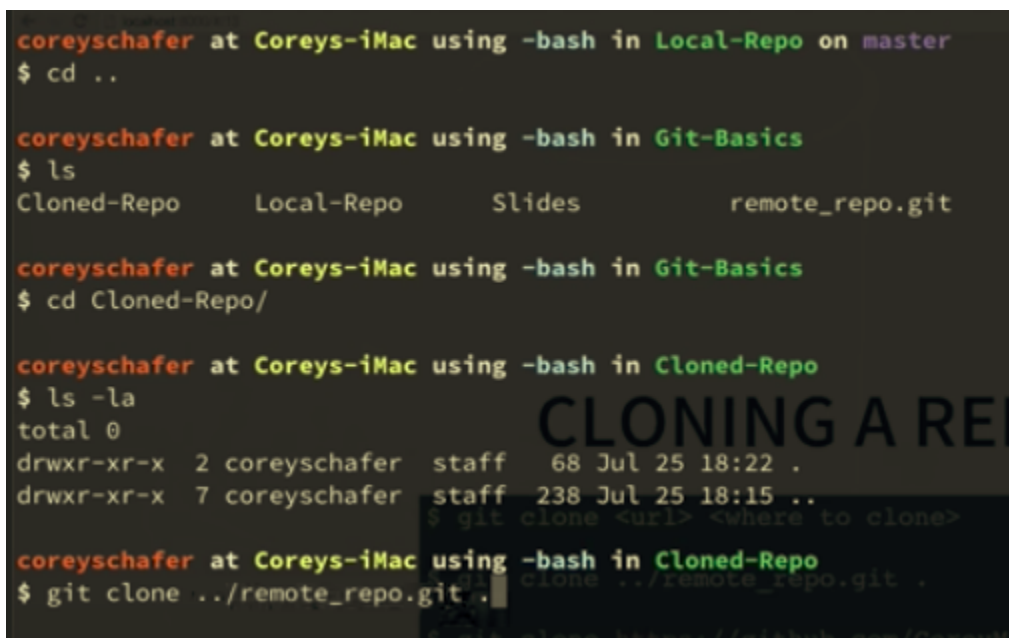 coreyschafer at Coreys-iMac using -bash in Local-Repo on master
$ cd ..
coreyschafer at Coreys-iMac using -bash in Git-Basics
$ ls
Cloned-Repo Local-Repo Slides remote_repo.git
coreyschafer at Coreys-iMac using -bash in Git-Basics
$ cd Cloned-Repo/
coreyschafer at Coreys-iMac using -bash in Cloned-Repo
$ ls -la
total 0
CLONING A
drwxr-xr-x 2 coreyschafer staff 68 Jul 25 18:22 .
drwxr-xr-x 7 coreyschafer staff 238 Jul 25 18:15 ..
$ git clone <url> <where to clone>
coreyschafer at Coreys-iMac using -bash in Cloned-Repo
$ git clone ../remote_repo.git .
$ git clone ../remote_repo.git .